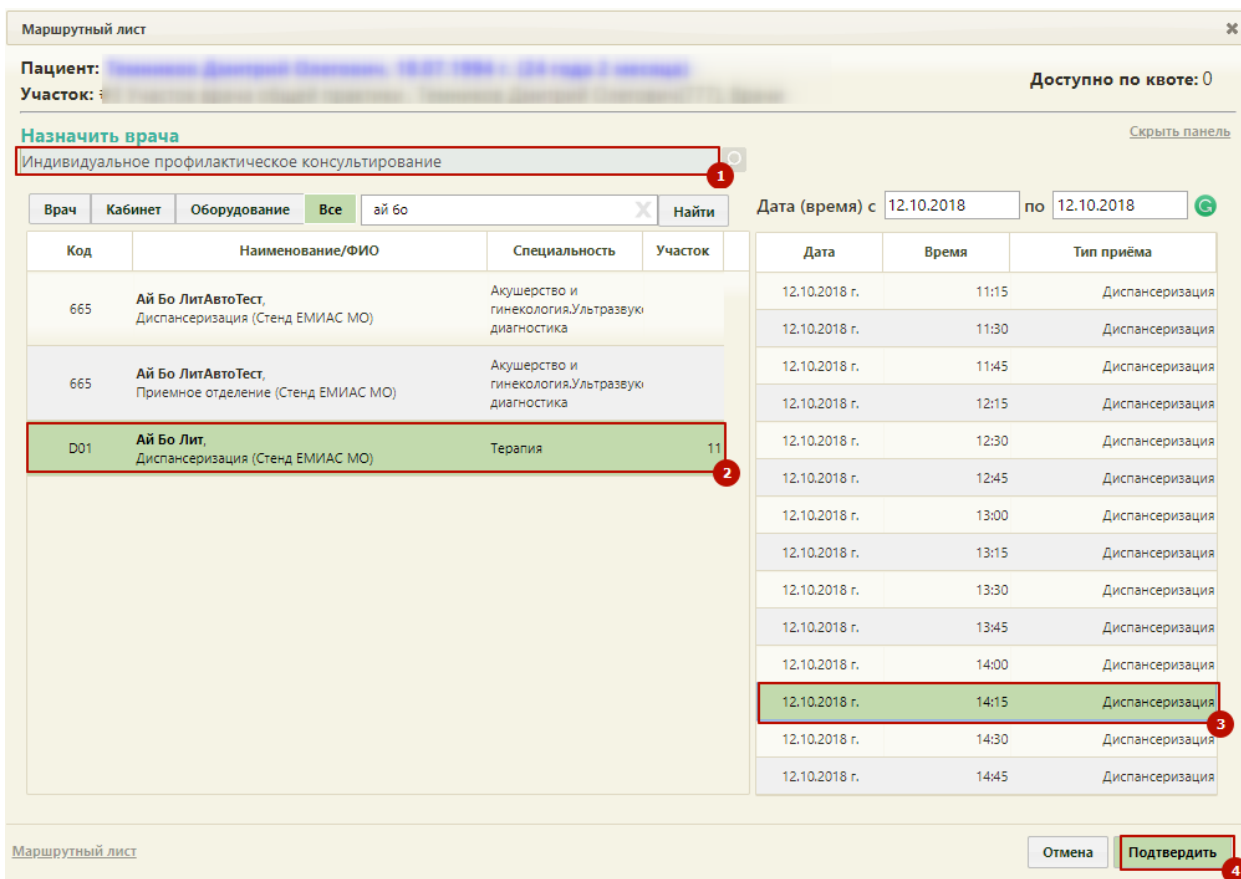 Маршрутный лист
Пациент:
Участок:
Доступно по квоте: 0
Назначить врача
Скрыть панель
Индивидуальное профилактическое консультирование
1
Врач Кабинет Оборудование Все ай бо X Найти
Дата (время) с 12.10.2018 по 12.10.2018
Код Наименование/ФИО Специальность Участок
665 Ай Бо ЛитАвтоТест, Акушерство и
Диспансеризация (Стенд ЕМИАС МО) гинекология.Ультразвук
диагностика
665 Ай Бо ЛитАвтоТест, Акушерство и
Приемное отделение (Стенд ЕМИАС МО) гинекология.Ультразвук
диагностика
D01 Ай Бо Лит, Терапия 11
Диспансеризация (Стенд ЕМИАС МО)
2
Дата Время Тип приёма
12.10.2018 г. 11:15 Диспансеризация
12.10.2018 г. 11:30 Диспансеризация
12.10.2018 г. 11:45 Диспансеризация
12.10.2018 г. 12:15 Диспансеризация
12.10.2018 г. 12:30 Диспансеризация
12.10.2018 г. 12:45 Диспансеризация
12.10.2018 г. 13:00 Диспансеризация
12.10.2018 г. 13:15 Диспансеризация
12.10.2018 г. 13:30 Диспансеризация
12.10.2018 г. 13:45 Диспансеризация
12.10.2018 г. 14:00 Диспансеризация
12.10.2018 г. 14:15 Диспансеризация
3
12.10.2018 г. 14:30 Диспансеризация
12.10.2018 г. 14:45 Диспансеризация
Маршрутный лист
Отмена Подтвердить
4